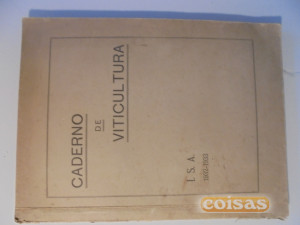 CADERNO
DE
VITICULTURA
I. S. A.
coisas